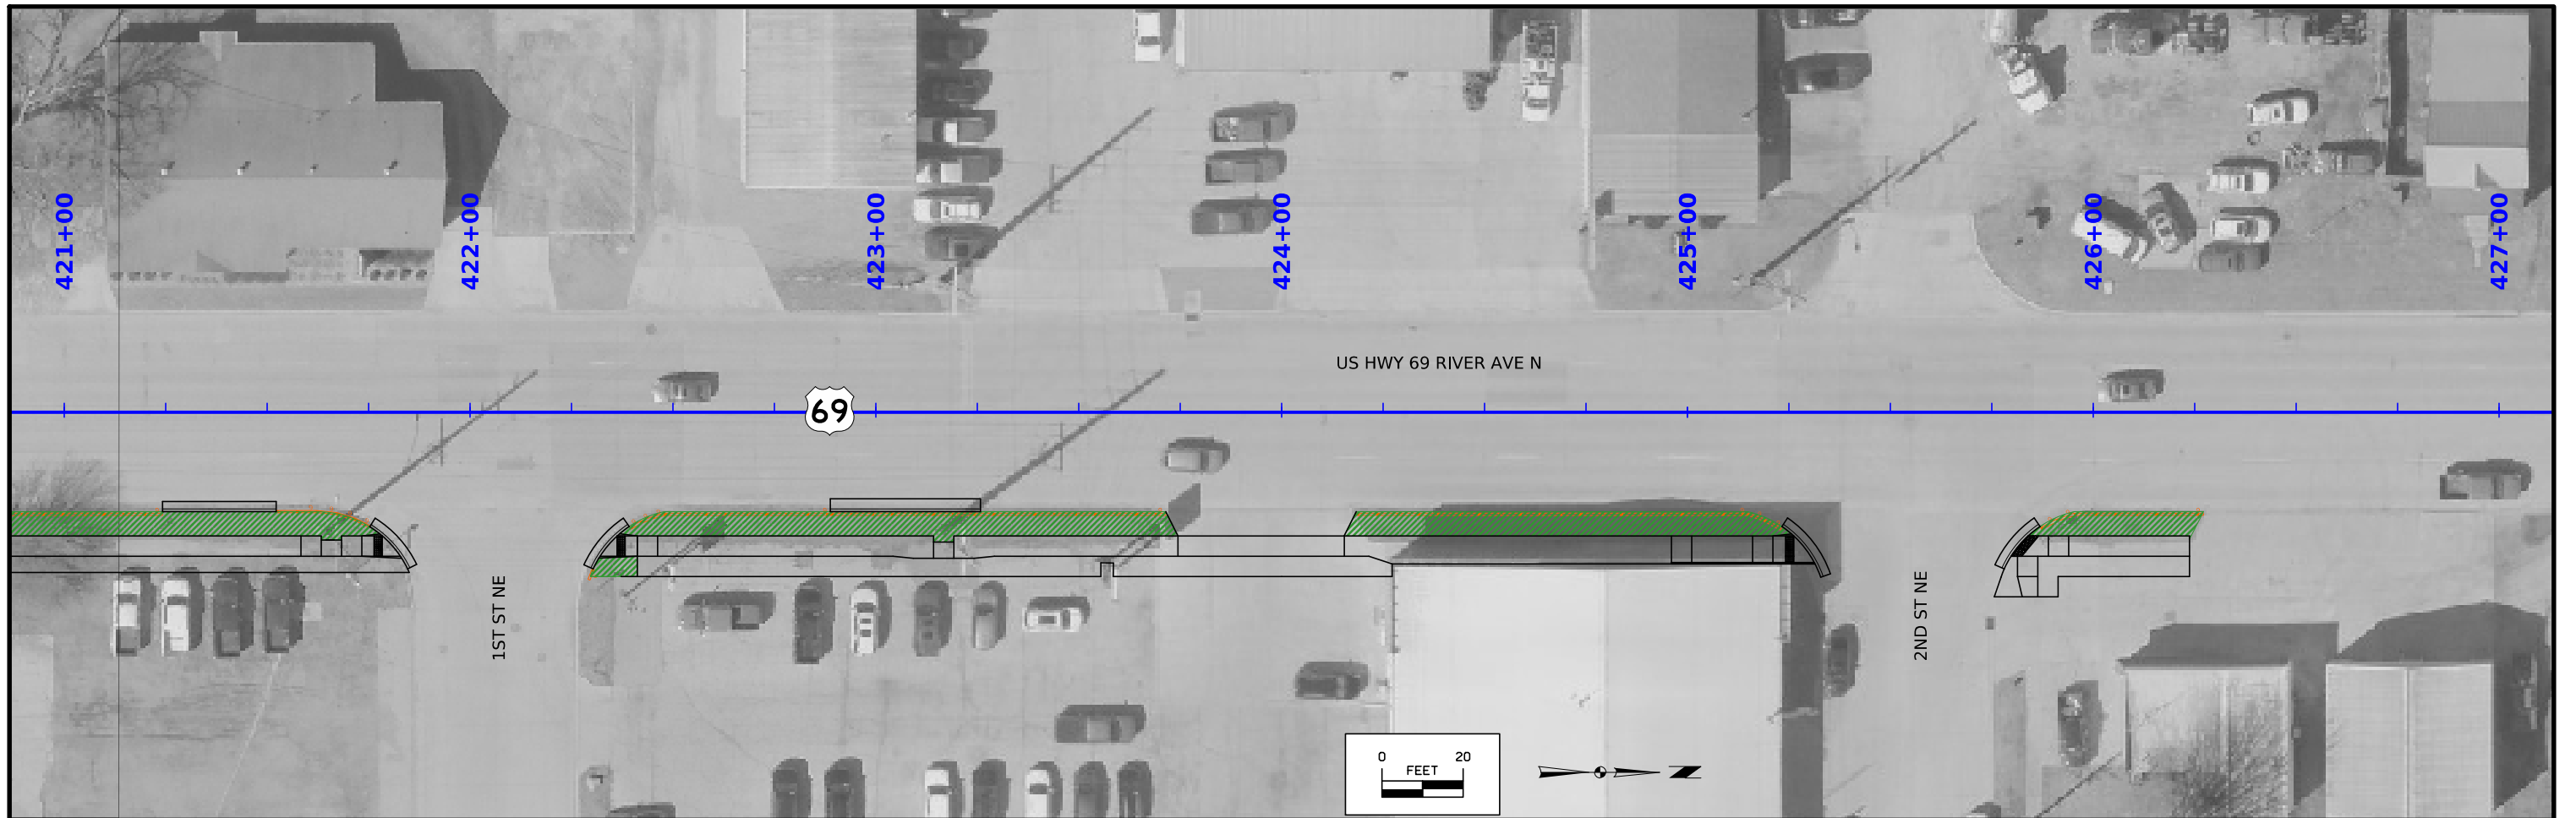 421+00
422+00
423+00
424+00
425+00
426+00
427+00
US HWY 69 RIVER AVE N
69
1ST ST NE
2ND ST NE
0 20
FEET
N